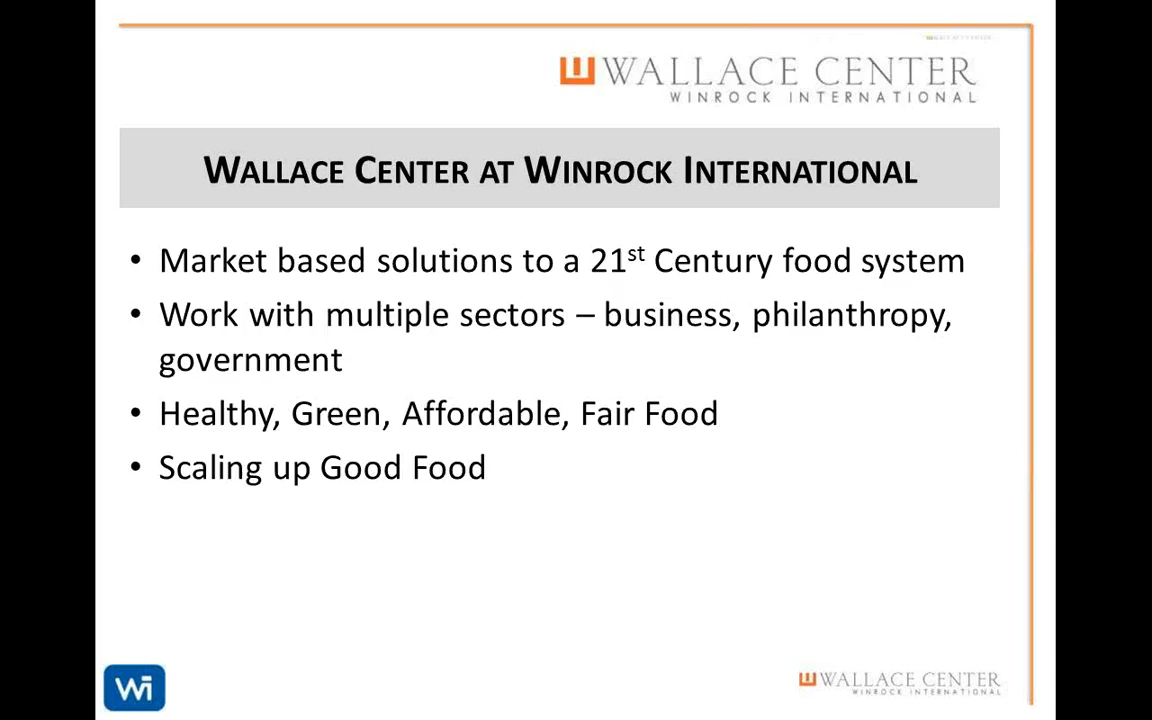 WALLACE CENTER
WINROCK INTERNATIONAL
WALLACE CENTER AT WINROCK INTERNATIONAL
• Market based solutions to a 21st Century food system
• Work with multiple sectors – business, philanthropy,
government
• Healthy, Green, Affordable, Fair Food
• Scaling up Good Food
Wi
WALLACE CENTER
WINROCK INTERNATIONAL